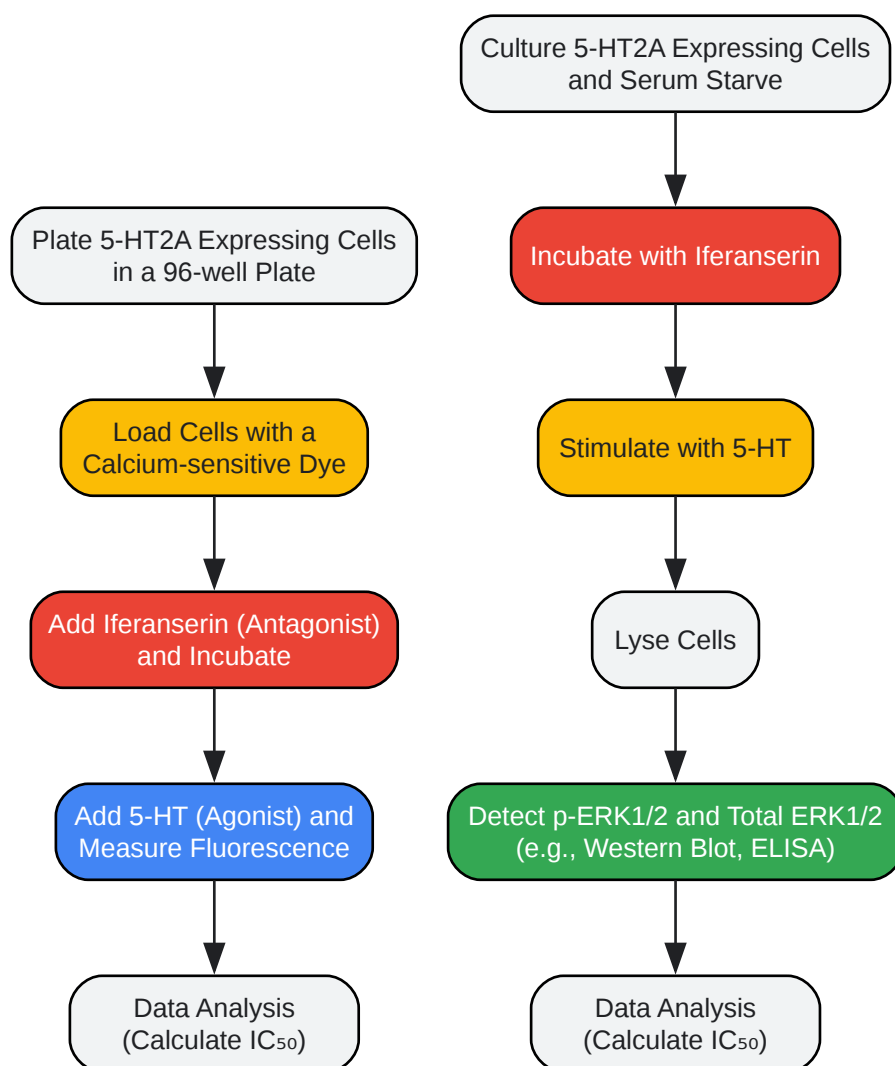 Plate 5-HT2A Expressing Cells
in a 96-well Plate
Load Cells with a
Calcium-sensitive Dye
Add Iferanserin (Antagonist)
and Incubate
Add 5-HT (Agonist) and
Measure Fluorescence
Data Analysis
(Calculate IC₅₀)
Culture 5-HT2A Expressing Cells
and Serum Starve
Incubate with Iferanserin
Stimulate with 5-HT
Lyse Cells
Detect p-ERK1/2 and Total ERK1/2
(e.g., Western Blot, ELISA)
Data Analysis
(Calculate IC₅₀)